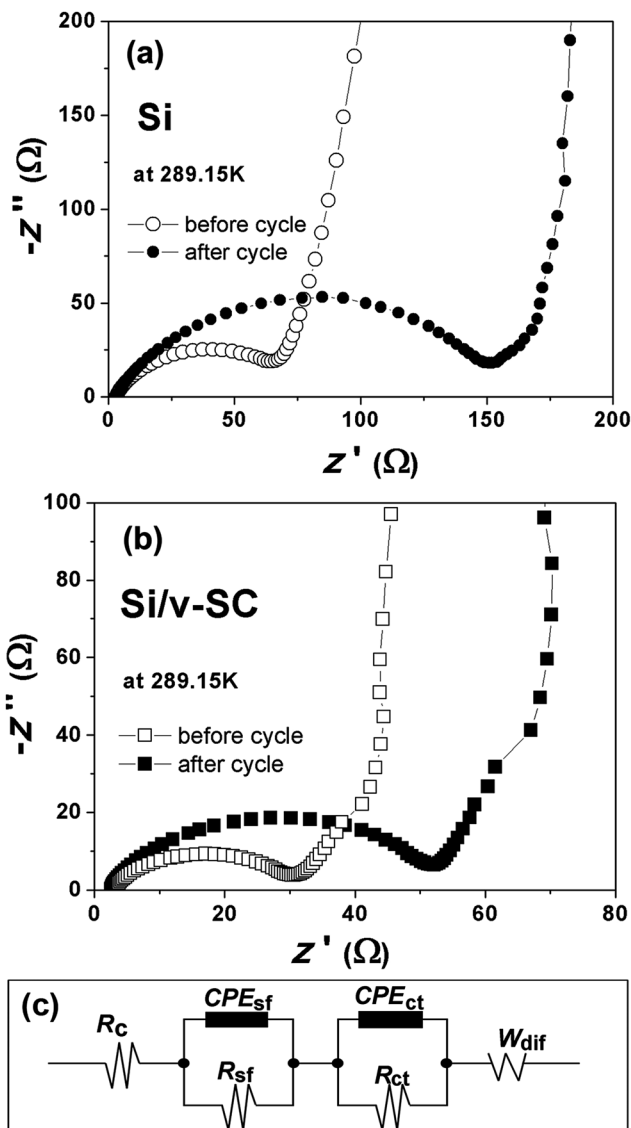 (a)
Si
at 289.15K
before cycle
after cycle
200
150
100
50
0
-Z'' (Ω)
0 50 100 150 200
Z' (Ω)
(b)
Si/v-SC
at 289.15K
before cycle
after cycle
100
80
60
40
20
0
-Z'' (Ω)
0 20 40 60 80
Z' (Ω)
(c)
CPEsf CPEct
Rc
Rsf Rct Wdif